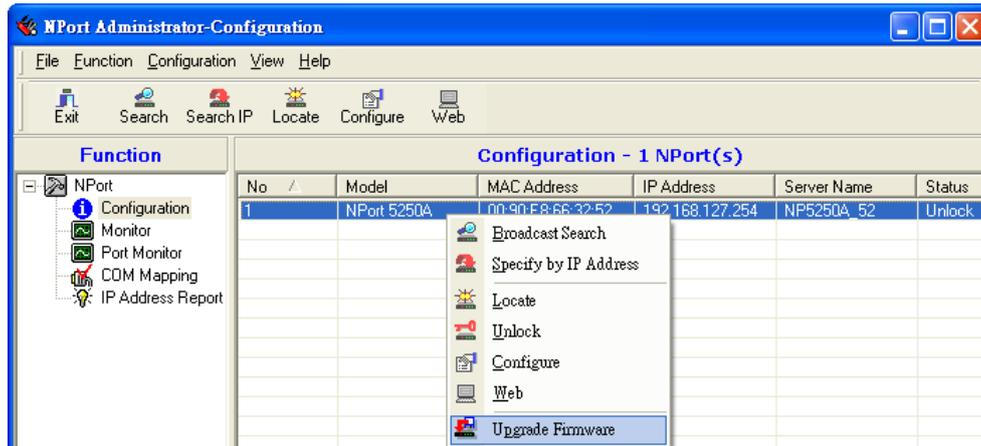 NPort Administrator-Configuration
File Function Configuration View Help
Exit Search Search IP Locate Configure Web
Function
Configuration - 1 NPort(s)
NPort
Configuration
Monitor
Port Monitor
COM Mapping
IP Address Report
No Model MAC Address IP Address Server Name Status
1 NPort 5250A 00:90:E8:66:32:52 192.168.127.254 NP5250A_52 Unlock
Broadcast Search
Specify by IP Address
Locate
Unlock
Configure
Web
Upgrade Firmware